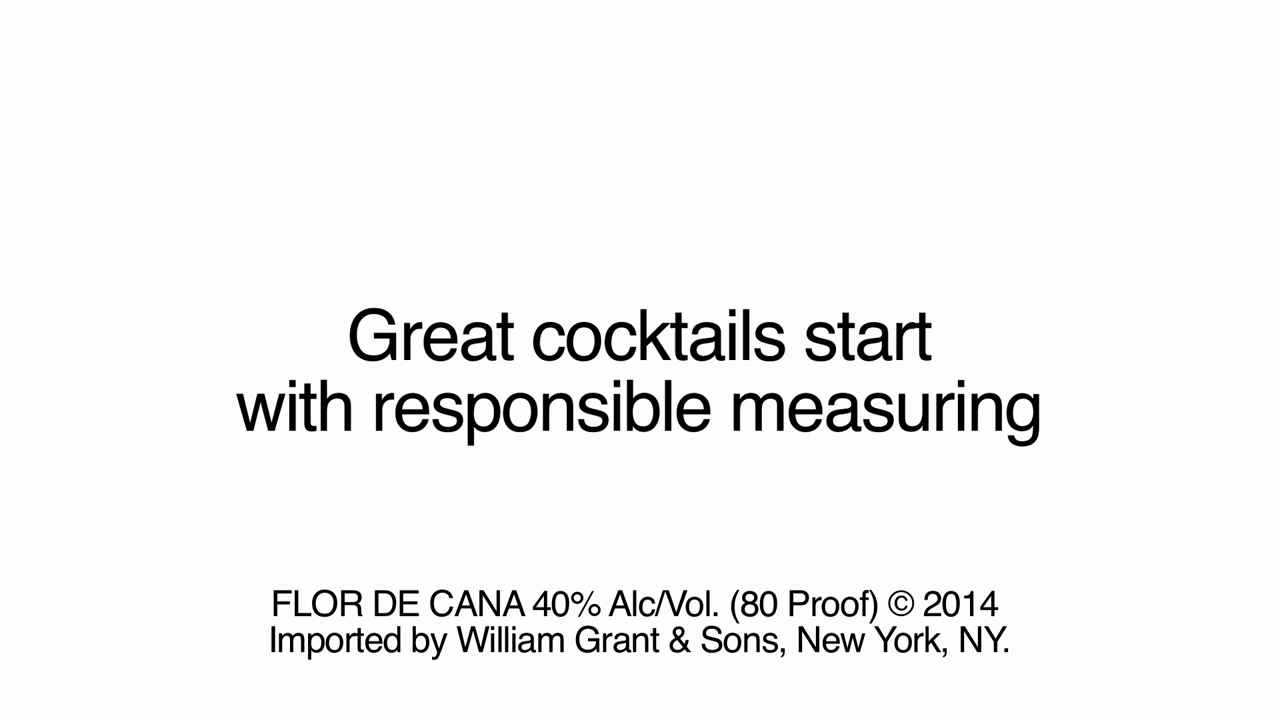 Great cocktails start
with responsible measuring
FLOR DE CANA 40% Alc/Vol. (80 Proof) © 2014
Imported by William Grant & Sons, New York, NY.